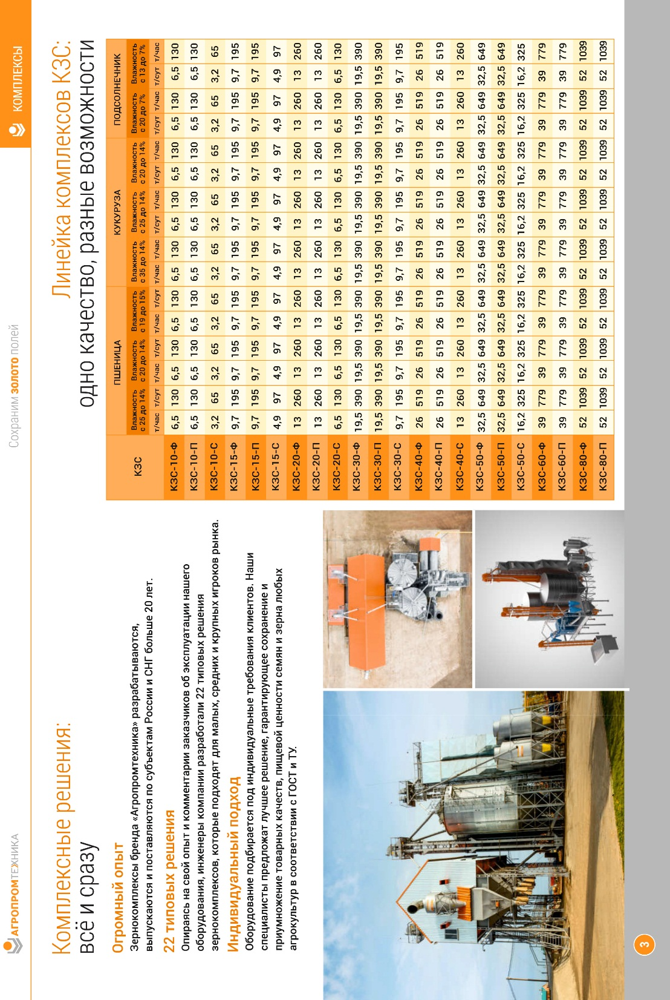 АГРОПРОМТЕХНИКА
Сохраним золото полей
КОМПЛЕКСЫ
Комплексные решения:
всё и сразу
Огромный опыт
Зернокомплексы бренда «Агропромтехника» разрабатываются,
выпускаются и поставляются по субъектам России и СНГ больше 20 лет.
22 типовых решения
Опираясь на свой опыт и комментарии заказчиков об эксплуатации нашего
оборудования, инженеры компании разработали 22 типовых решения
зернокомплексов, которые подходят для малых, средних и крупных игроков рынка.
Индивидуальный подход
Оборудование подбирается под индивидуальные требования клиентов. Наши
специалисты предложат лучшее решение, гарантирующее сохранение и
приумножение товарных качеств, пищевой ценности семян и зерна любых
агрокультур в соответствии с ГОСТ и ТУ.
Линейка комплексов КЗС:
одно качество, разные возможности
КЗС ПШЕНИЦА КУКУРУЗА ПОДСОЛНЕЧНИК
Влажность Влажность Влажность Влажность Влажность Влажность Влажность Влажность
с 25 до 14% с 20 до 14% с 19 до 15% с 35 до 14% с 25 до 14% с 20 до 14% с 20 до 7% с 13 до 7%
т/час т/сут т/час т/сут т/час т/сут т/час т/час т/сут т/час т/сут т/час т/сут т/час т/сут т/час
КЗС-10-Ф 6,5 130 6,5 130 6,5 130 6,5 130 6,5 130 6,5 130 6,5 130 6,5 130
КЗС-10-П 6,5 130 6,5 130 6,5 130 6,5 130 6,5 130 6,5 130 6,5 130 6,5 130
КЗС-10-С 3,2 65 3,2 65 3,2 65 3,2 65 3,2 65 3,2 65 3,2 65 3,2 65
КЗС-15-Ф 9,7 195 9,7 195 9,7 195 9,7 195 9,7 195 9,7 195 9,7 195 9,7 195
КЗС-15-П 9,7 195 9,7 195 9,7 195 9,7 195 9,7 195 9,7 195 9,7 195 9,7 195
КЗС-15-С 4,9 97 4,9 97 4,9 97 4,9 97 4,9 97 4,9 97 4,9 97 4,9 97
КЗС-20-Ф 13 260 13 260 13 260 13 260 13 260 13 260 13 260 13 260
КЗС-20-П 13 260 13 260 13 260 13 260 13 260 13 260 13 260 13 260
КЗС-20-С 6,5 130 6,5 130 6,5 130 6,5 130 6,5 130 6,5 130 6,5 130 6,5 130
КЗС-30-Ф 19,5 390 19,5 390 19,5 390 19,5 390 19,5 390 19,5 390 19,5 390 19,5 390
КЗС-30-П 19,5 390 19,5 390 19,5 390 19,5 390 19,5 390 19,5 390 19,5 390 19,5 390
КЗС-30-С 9,7 195 9,7 195 9,7 195 9,7 195 9,7 195 9,7 195 9,7 195 9,7 195
КЗС-40-Ф 26 519 26 519 26 519 26 519 26 519 26 519 26 519 26 519
КЗС-40-П 26 519 26 519 26 519 26 519 26 519 26 519 26 519 26 519
КЗС-40-С 13 260 13 260 13 260 13 260 13 260 13 260 13 260 13 260
КЗС-50-Ф 32,5 649 32,5 649 32,5 649 32,5 649 32,5 649 32,5 649 32,5 649 32,5 649
КЗС-50-П 32,5 649 32,5 649 32,5 649 32,5 649 32,5 649 32,5 649 32,5 649 32,5 649
КЗС-50-С 16,2 325 16,2 325 16,2 325 16,2 325 16,2 325 16,2 325 16,2 325 16,2 325
КЗС-60-Ф 39 779 39 779 39 779 39 779 39 779 39 779 39 779 39 779
КЗС-60-П 39 779 39 779 39 779 39 779 39 779 39 779 39 779 39 779
КЗС-80-Ф 52 1039 52 1039 52 1039 52 1039 52 1039 52 1039 52 1039 52 1039
КЗС-80-П 52 1039 52 1039 52 1039 52 1039 52 1039 52 1039 52 1039 52 1039
3